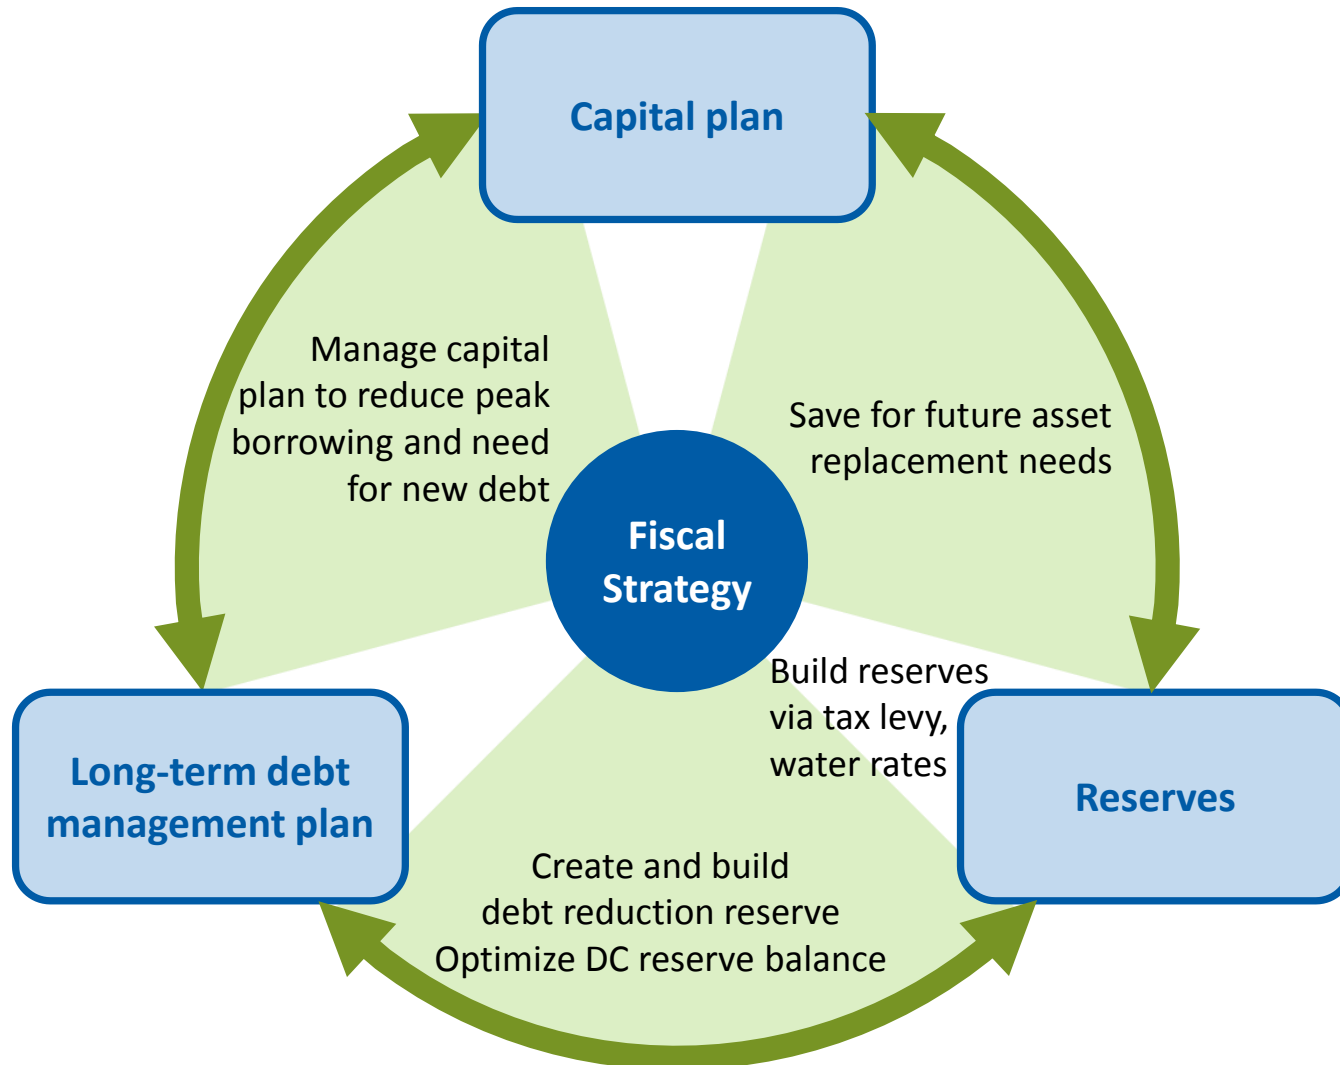 Capital plan
Manage capital
plan to reduce peak
borrowing and need
for new debt
Save for future asset
replacement needs
Fiscal
Strategy
Build reserves
via tax levy,
water rates
Long-term debt
management plan
Reserves
Create and build
debt reduction reserve
Optimize DC reserve balance